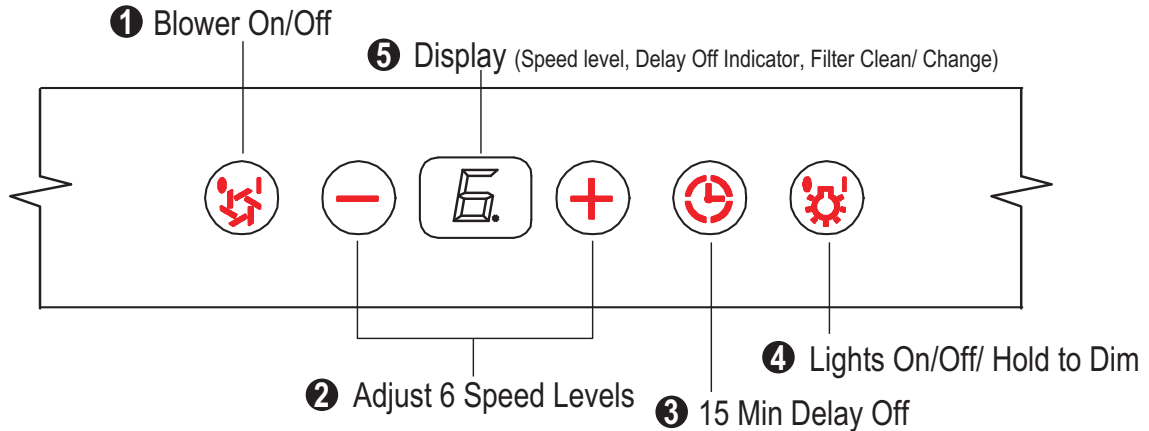 ❶ Blower On/Off
❺ Display (Speed level, Delay Off Indicator, Filter Clean/ Change)
6.
❹ Lights On/Off/ Hold to Dim
❷ Adjust 6 Speed Levels
❸ 15 Min Delay Off